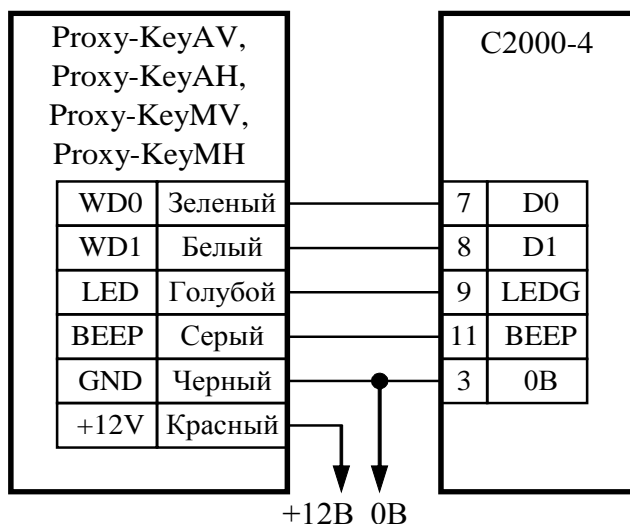 Proxy-KeyAV,
Proxy-KeyAH,
Proxy-KeyMV,
Proxy-KeyMH
C2000-4
WD0 Зеленый 7 D0
WD1 Белый 8 D1
LED Голубой 9 LEDG
BEEP Серый 11 BEEP
GND Черный 3 0В
+12V Красный
+12В 0В